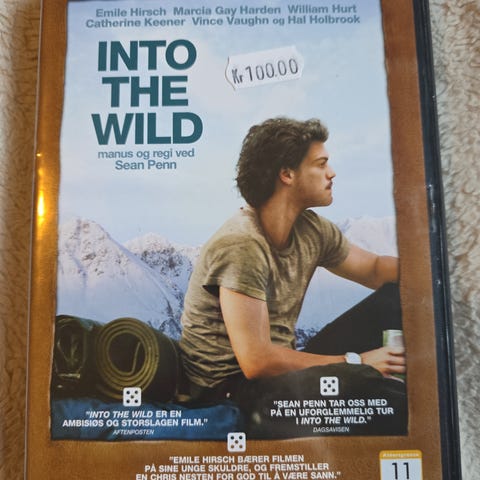 Emile Hirsch Marcia Gay Harden William Hurt
Catherine Keener Vince Vaughn og Hal Holbrook
Kr 100.00
INTO
THE
WILD
manus og regi ved
Sean Penn
"INTO THE WILD ER EN
AMBISIØS OG STORSLAGEN FILM."
AFTENPOSTEN
"SEAN PENN TAR OSS MED
PÅ EN UFORGLEMMELIG TUR
I INTO THE WILD."
DAGSAVISEN
"EMILE HIRSCH BÆRER FILMEN
PÅ SINE UNGE SKULDRE, OG FREMSTILLER
EN CHRIS NESTEN FOR GOD TIL Å VÆRE SANN."
Aldersgrense
11